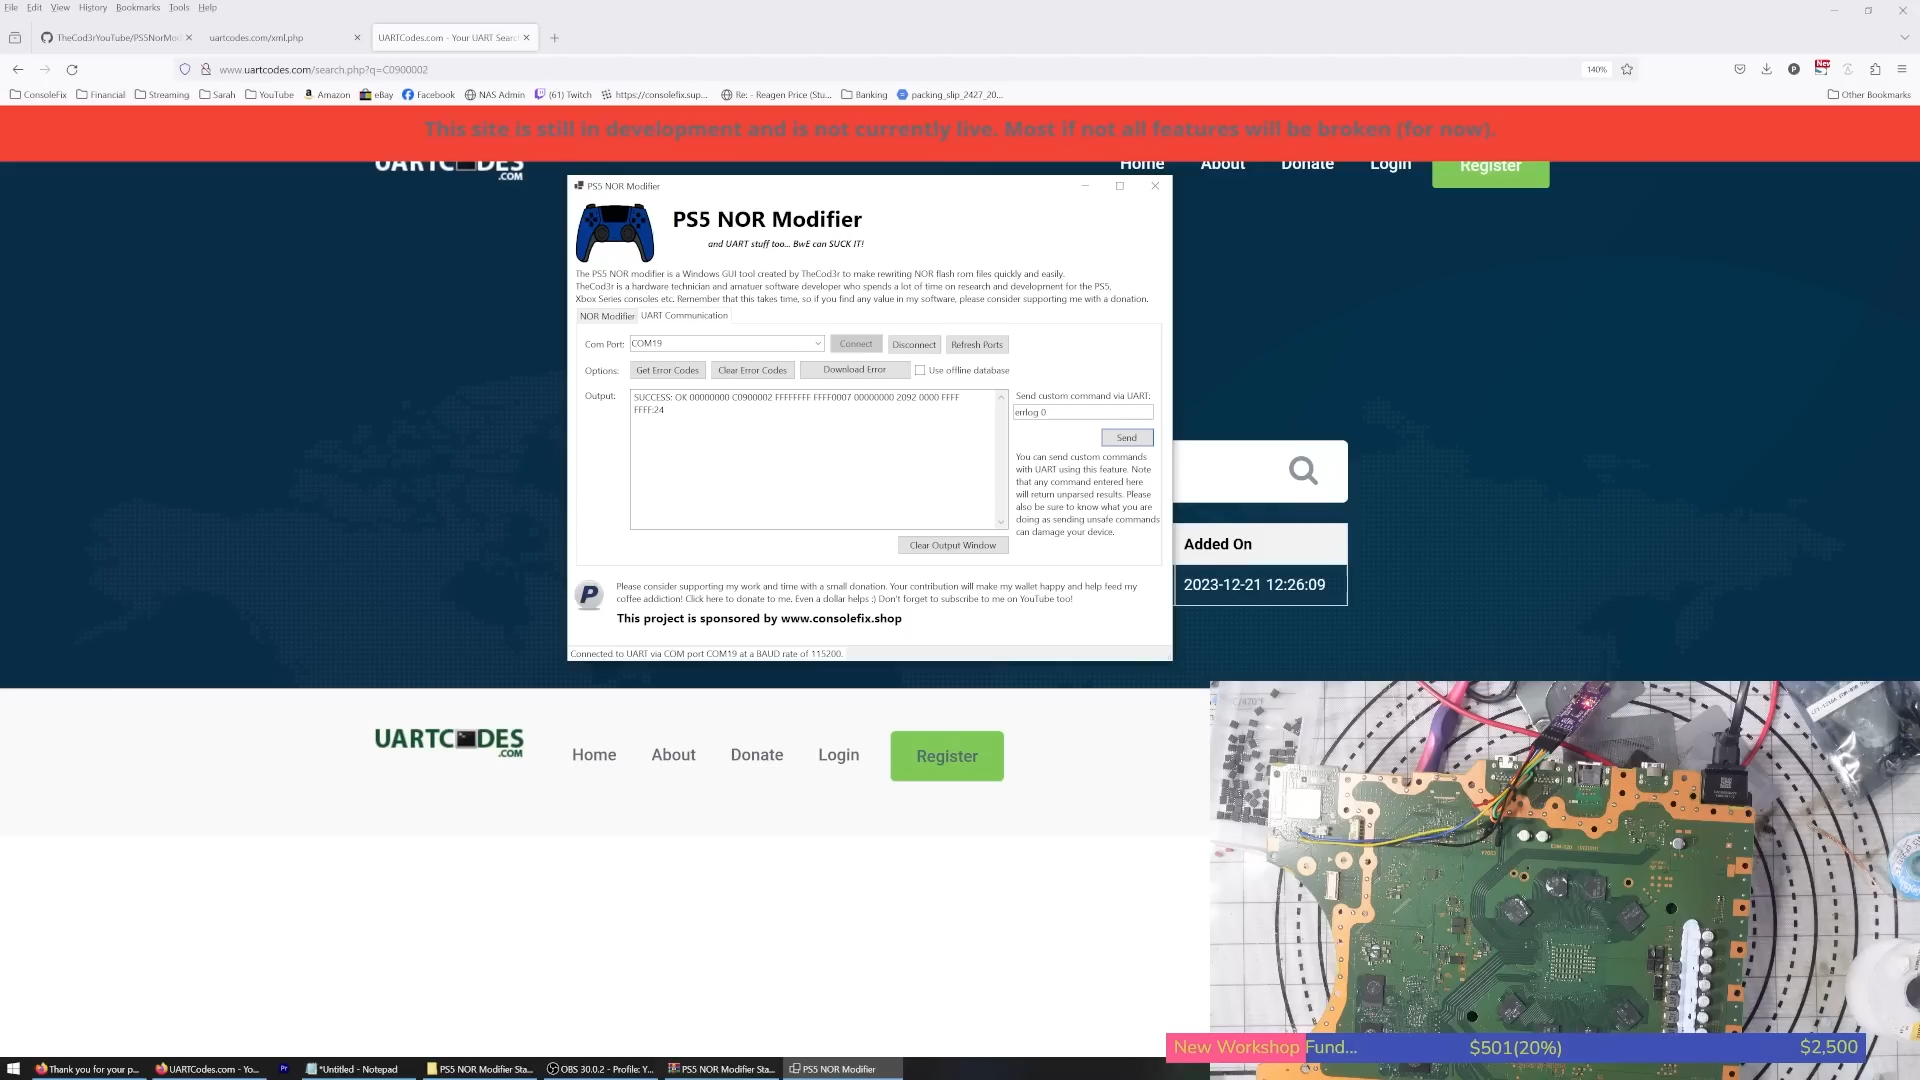 File Edit View History Bookmarks Tools Help
TheCod3rYouTube/PS5NorMod
uartcodes.com/xml.php
UARTCodes.com - Your UART Search
www.uartcodes.com/search.php?q=C0900002
140%
New
ConsoleFix Financial Streaming Sarah YouTube Amazon eBay Facebook NAS Admin (61) Twitch https://consolefix.sup... Re: - Reagen Price (Stu... Banking packing_slip_2427_20... Other Bookmarks
This site is still in development and is not currently live. Most if not all features will be broken (for now).
UARTCODES
.COM
Home About Donate Login Register
PS5 NOR Modifier
PS5 NOR Modifier
and UART stuff too... BwE can SUCK IT!
The PS5 NOR modifier is a Windows GUI tool created by TheCod3r to make rewriting NOR flash rom files quickly and easily.
TheCod3r is a hardware technician and amatuer software developer who spends a lot of time on research and development for the PS5,
Xbox Series consoles etc. Remember that this takes time, so if you find any value in my software, please consider supporting me with a donation.
NOR Modifier UART Communication
Com Port: COM19 Connect Disconnect Refresh Ports
Options: Get Error Codes Clear Error Codes Download Error Use offline database
Output:
SUCCESS: OK 00000000 C0900002 FFFFFFFF FFFF0007 00000000 2092 0000 FFFF
FFFF:24
Send custom command via UART:
errlog 0
Send
You can send custom commands
with UART using this feature. Note
that any command entered here
will return unparsed results. Please
also be sure to know what you are
doing as sending unsafe commands
can damage your device.
Clear Output Window
P
Please consider supporting my work and time with a small donation. Your contribution will make my wallet happy and help feed my
coffee addiction! Click here to donate to me. Even a dollar helps :) Don't forget to subscribe to me on YouTube too!
This project is sponsored by www.consolefix.shop
Connected to UART via COM port COM19 at a BAUD rate of 115200.
Added On
2023-12-21 12:26:09
UARTCODES
.COM
Home About Donate Login Register
New Workshop Fund... $501(20%) $2,500
Thank you for your p... UARTCodes.com - Yo... Pr *Untitled - Notepad PS5 NOR Modifier Sta... OBS 30.0.2 - Profile: Y... PS5 NOR Modifier Sta... PS5 NOR Modifier